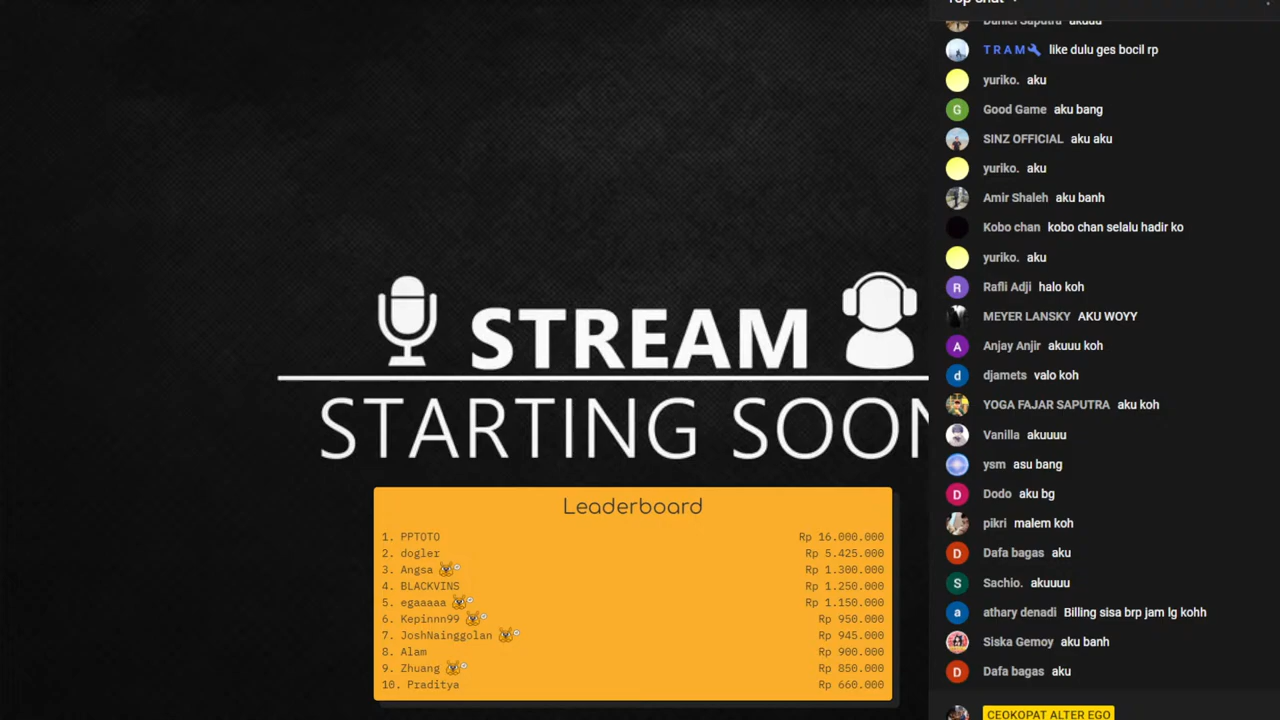 STREAM
STARTING SOON
Leaderboard
1. PPTOTO Rp 16.000.000
2. dogler Rp 5.425.000
3. Angsa Rp 1.300.000
4. BLACKVINS Rp 1.250.000
5. egaaaaa Rp 1.150.000
6. Kepinnn99 Rp 950.000
7. JoshNainggolan Rp 945.000
8. Alam Rp 900.000
9. Zhuang Rp 850.000
10. Praditya Rp 660.000
Top chat
Daniel Saputra akuuu
T R A M like dulu ges bocil rp
yuriko. aku
G Good Game aku bang
SINZ OFFICIAL aku aku
yuriko. aku
Amir Shaleh aku banh
Kobo chan kobo chan selalu hadir ko
yuriko. aku
R Rafli Adji halo koh
MEYER LANSKY AKU WOYY
A Anjay Anjir akuuu koh
d djamets valo koh
YOGA FAJAR SAPUTRA aku koh
Vanilla akuuuu
ysm asu bang
D Dodo aku bg
pikri malem koh
D Dafa bagas aku
S Sachio. akuuuu
a athary denadi Billing sisa brp jam lg kohh
Siska Gemoy aku banh
D Dafa bagas aku
CEOKOPAT ALTER EGO